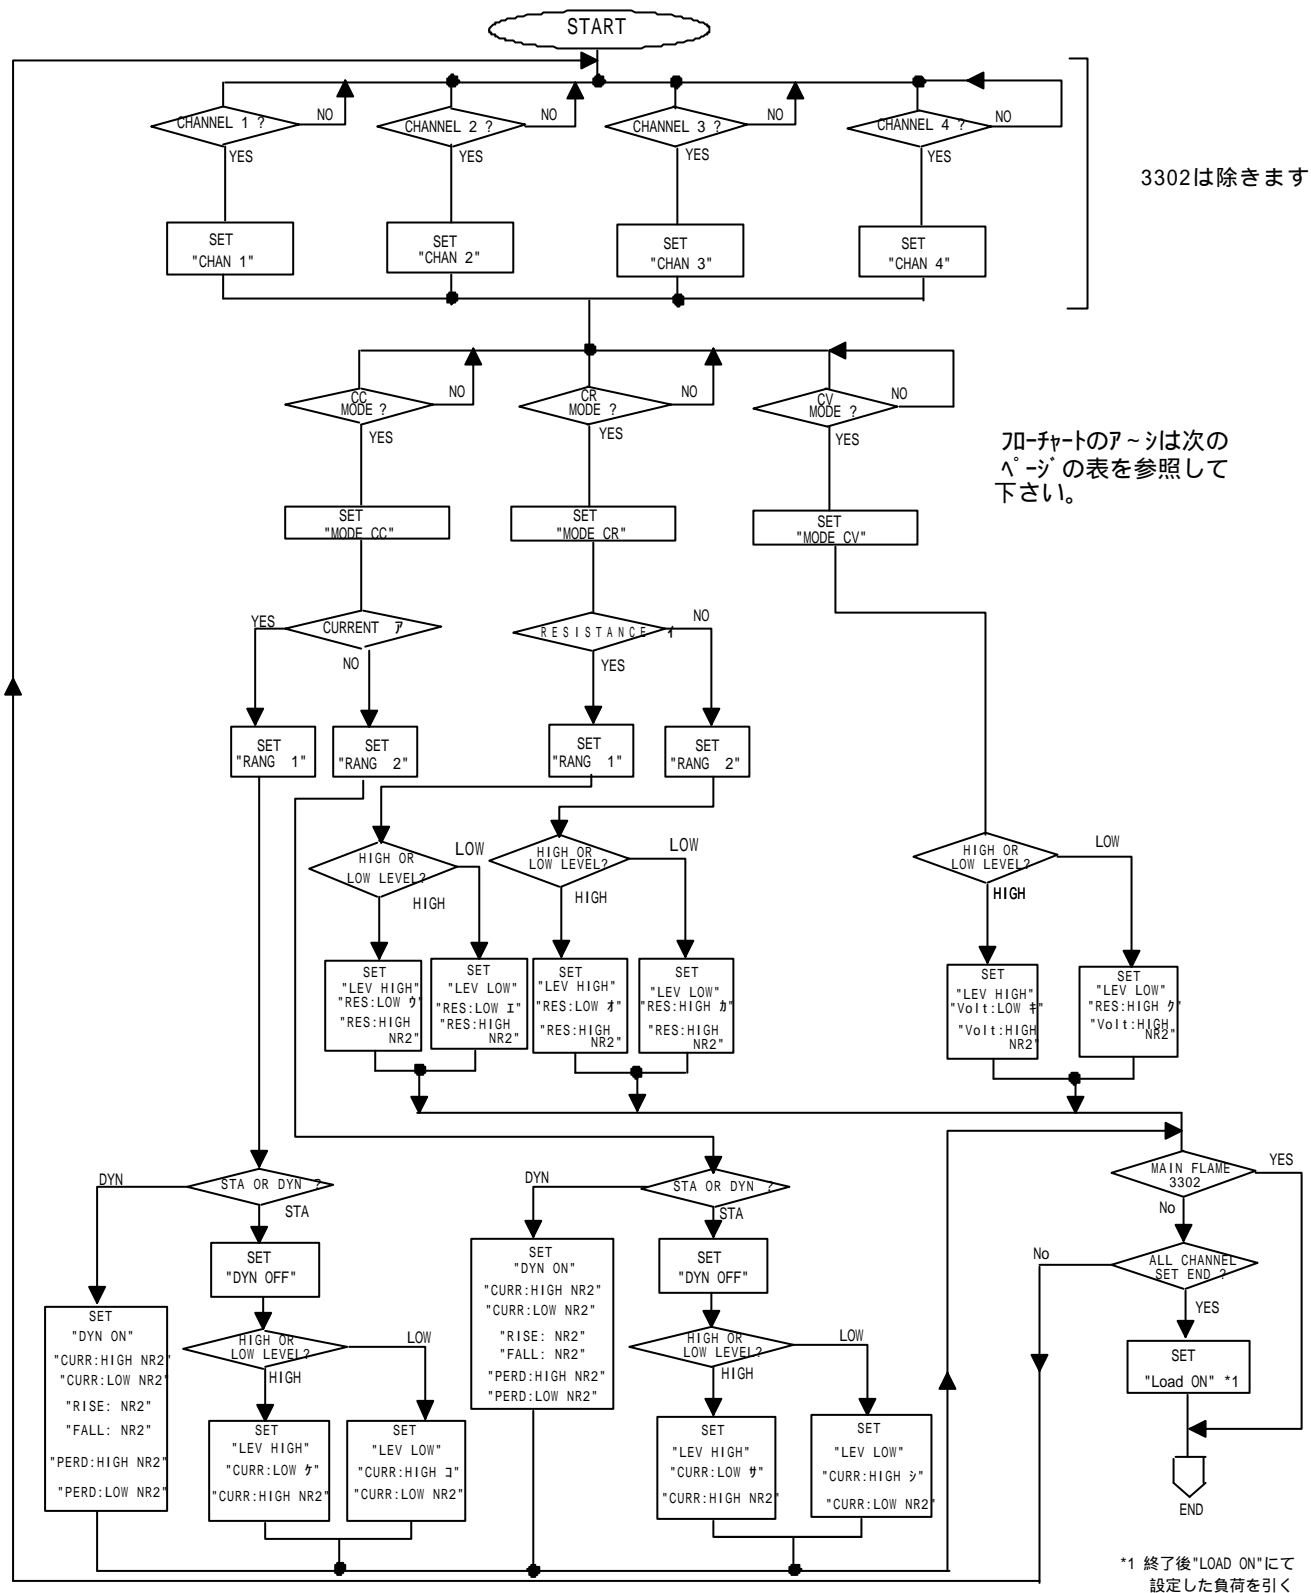 START
CHANNEL 1 ?
NO
YES
CHANNEL 2 ?
NO
YES
CHANNEL 3 ?
NO
YES
CHANNEL 4 ?
NO
YES
3302は除きます
SET
"CHAN 1"
SET
"CHAN 2"
SET
"CHAN 3"
SET
"CHAN 4"
CC
MODE ?
NO
YES
CR
MODE ?
NO
YES
CV
MODE ?
NO
YES
フローチャートのア~シは次の
ページの表を参照して
下さい。
SET
"MODE CC"
SET
"MODE CR"
SET
"MODE CV"
YES
CURRENT ア
NO
RESISTANCE イ
NO
YES
SET
"RANG 1"
SET
"RANG 2"
SET
"RANG 1"
SET
"RANG 2"
HIGH OR
LOW LEVEL?
LOW
HIGH
HIGH OR
LOW LEVEL?
LOW
HIGH
HIGH OR
LOW LEVEL?
LOW
HIGH
SET
"LEV HIGH"
"RES:LOW ウ"
"RES:HIGH
NR2"
SET
"LEV LOW"
"RES:LOW エ"
"RES:HIGH
NR2"
SET
"LEV HIGH"
"RES:LOW オ"
"RES:HIGH
NR2"
SET
"LEV LOW"
"RES:HIGH カ"
"RES:HIGH
NR2"
SET
"LEV HIGH"
"Volt:LOW キ"
"Volt:HIGH
NR2"
SET
"LEV LOW"
"RES:HIGH ク"
"Volt:HIGH
NR2"
DYN
STA OR DYN ?
STA
DYN
STA OR DYN ?
STA
MAIN FLAME
3302
YES
No
SET
"DYN OFF"
SET
"DYN ON"
"CURR:HIGH NR2"
"CURR:LOW NR2"
"RISE: NR2"
"FALL: NR2"
"PERD:HIGH NR2"
"PERD:LOW NR2"
SET
"DYN OFF"
No
ALL CHANNEL
SET END ?
YES
SET
"DYN ON"
"CURR:HIGH NR2"
"CURR:LOW NR2"
"RISE: NR2"
"FALL: NR2"
"PERD:HIGH NR2"
"PERD:LOW NR2"
HIGH OR
LOW LEVEL?
LOW
HIGH
HIGH OR
LOW LEVEL?
LOW
HIGH
SET
"Load ON" *1
SET
"LEV HIGH"
"CURR:LOW ケ"
"CURR:HIGH NR2"
SET
"LEV LOW"
"CURR:HIGH コ"
"CURR:LOW NR2"
SET
"LEV HIGH"
"CURR:LOW サ"
"CURR:HIGH NR2"
SET
"LEV LOW"
"CURR:HIGH シ"
"CURR:LOW NR2"
END
*1 終了後"LOAD ON"にて
設定した負荷を引く